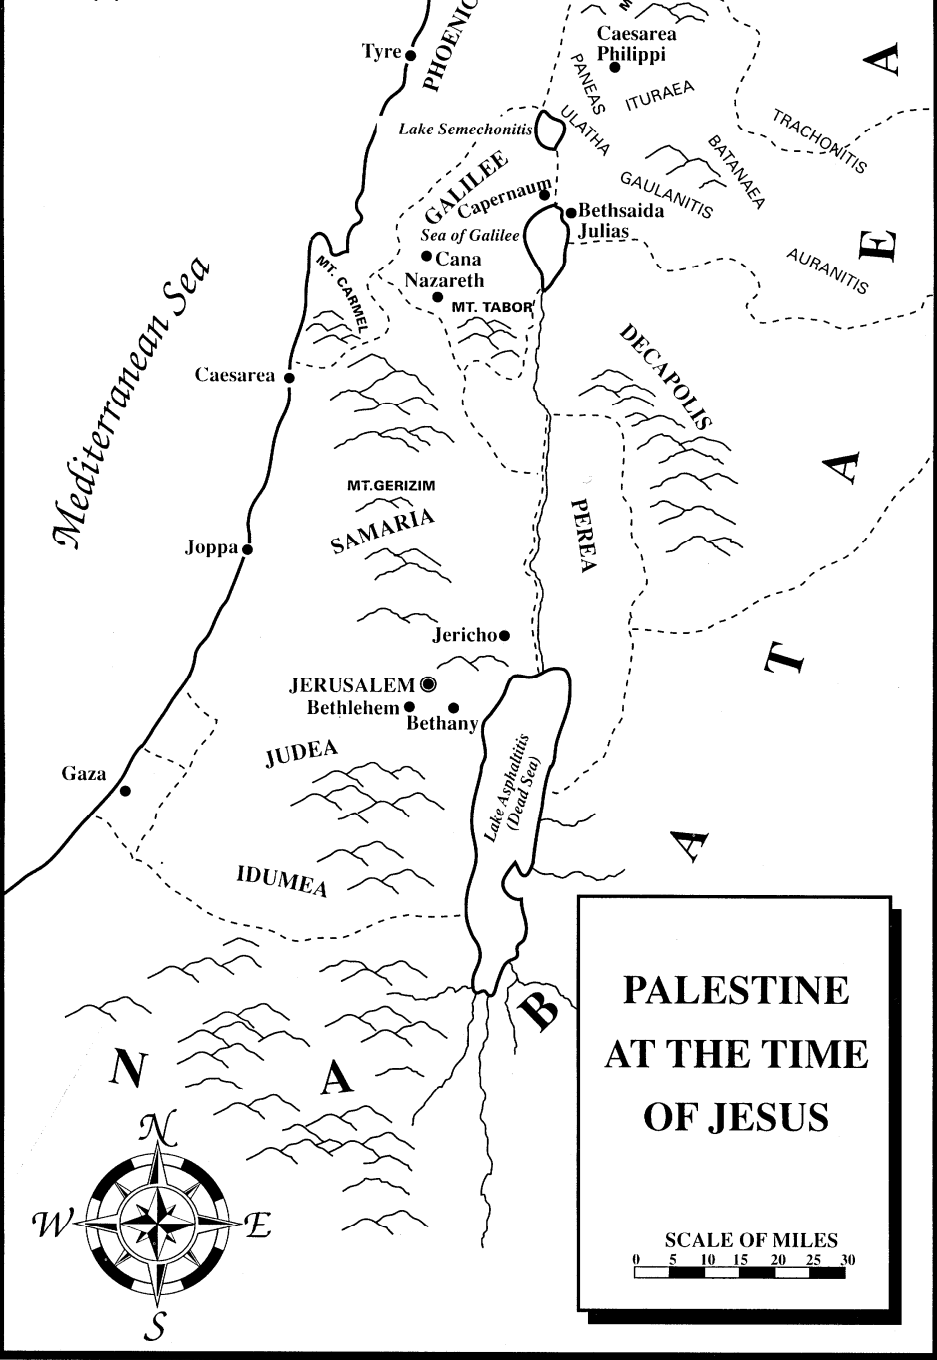 Tyre
PHOENIC
M
Caesarea
Philippi
PANEAS
ITURAEA
ULATHA
Lake Semechonitis
TRACHONITIS
BATANAEA
GALILEE
Capernaum
GAULANITIS
Bethsaida
Julias
Sea of Galilee
Cana
Nazareth
AURANITIS
MT. CARMEL
MT. TABOR
Mediterranean Sea
Caesarea
DECAPOLIS
MT.GERIZIM
SAMARIA
PEREA
Joppa
Jericho
JERUSALEM
Bethlehem
Bethany
JUDEA
Gaza
Lake Asphaltitis
(Dead Sea)
IDUMEA
N A B A T A E A
PALESTINE
AT THE TIME
OF JESUS
SCALE OF MILES
0 5 10 15 20 25 30
N
W E
S